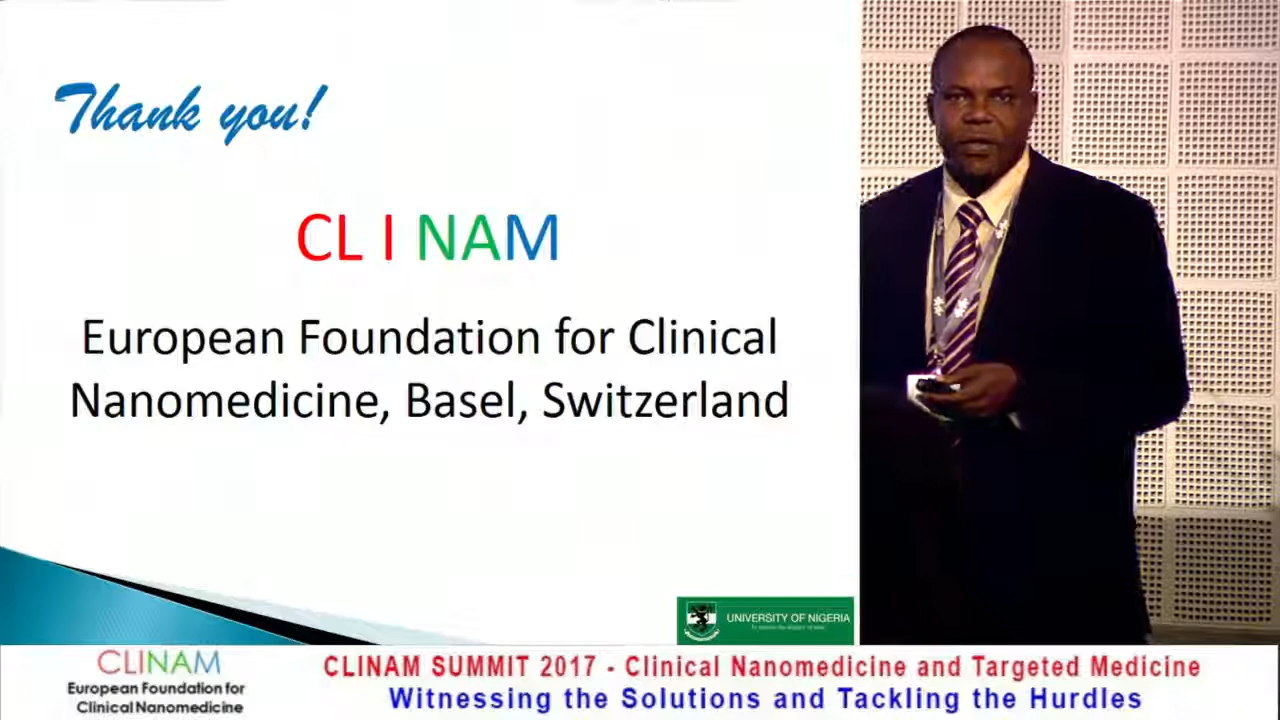 Thank you!
CL I NAM
European Foundation for Clinical
Nanomedicine, Basel, Switzerland
UNIVERSITY OF NIGERIA
CLINAM
European Foundation for
Clinical Nanomedicine
CLINAM SUMMIT 2017 - Clinical Nanomedicine and Targeted Medicine
Witnessing the Solutions and Tackling the Hurdles